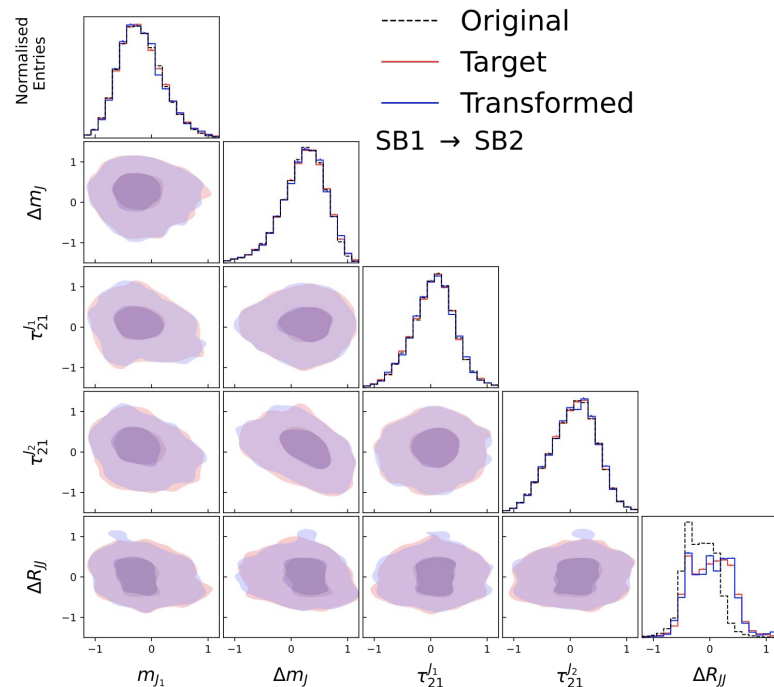 Normalised
Entries
Original
Target
Transformed
SB1 → SB2
1
0
−1
Δm_J
1
0
−1
τ_21^{J_1}
1
0
−1
τ_21^{J_2}
1
0
−1
ΔR_JJ
−1 0 1 −1 0 1 −1 0 1 −1 0 1 −1 0 1
m_{J_1} Δm_J τ_21^{J_1} τ_21^{J_2} ΔR_JJ